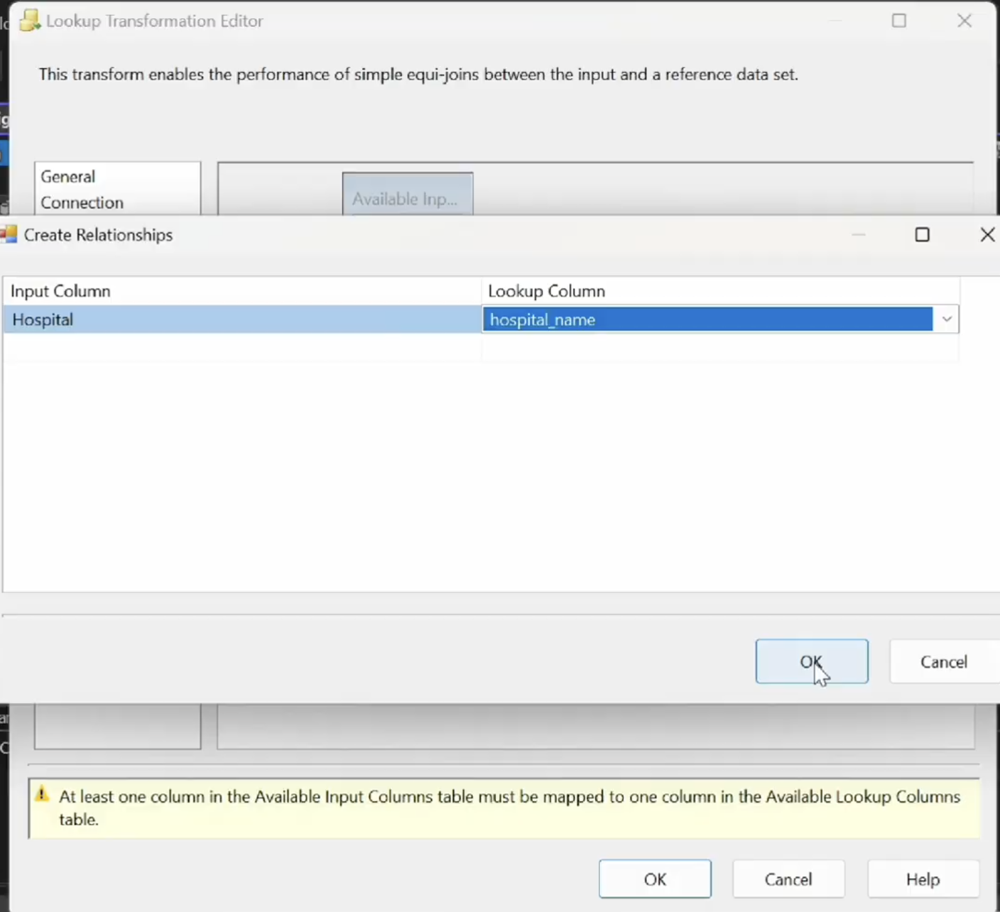 Lookup Transformation Editor
This transform enables the performance of simple equi-joins between the input and a reference data set.
General
Connection
Available Inp...
Create Relationships
Input Column Lookup Column
Hospital hospital_name
OK Cancel
At least one column in the Available Input Columns table must be mapped to one column in the Available Lookup Columns
table.
OK Cancel Help